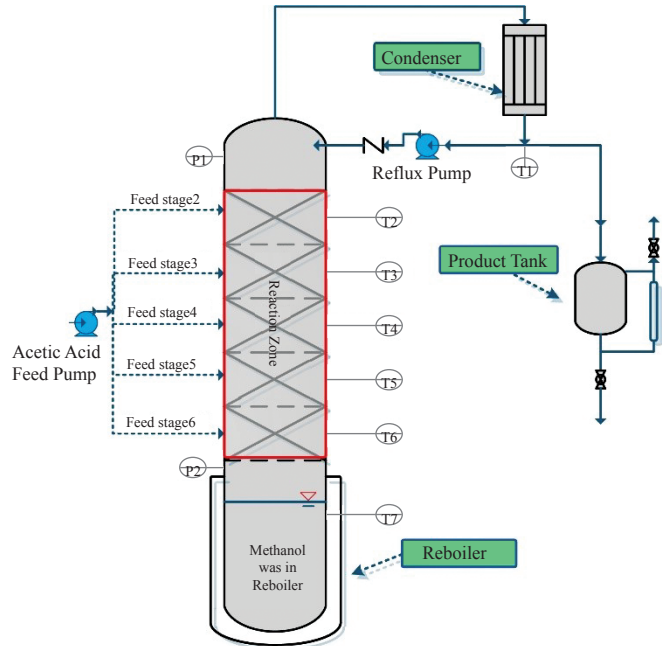 Condenser
P1
Reflux Pump
T1
Feed stage2
T2
Feed stage3
T3
Product Tank
Reaction Zone
Feed stage4
T4
Acetic Acid
Feed Pump
Feed stage5
T5
Feed stage6
T6
P2
T7
Methanol
was in
Reboiler
Reboiler